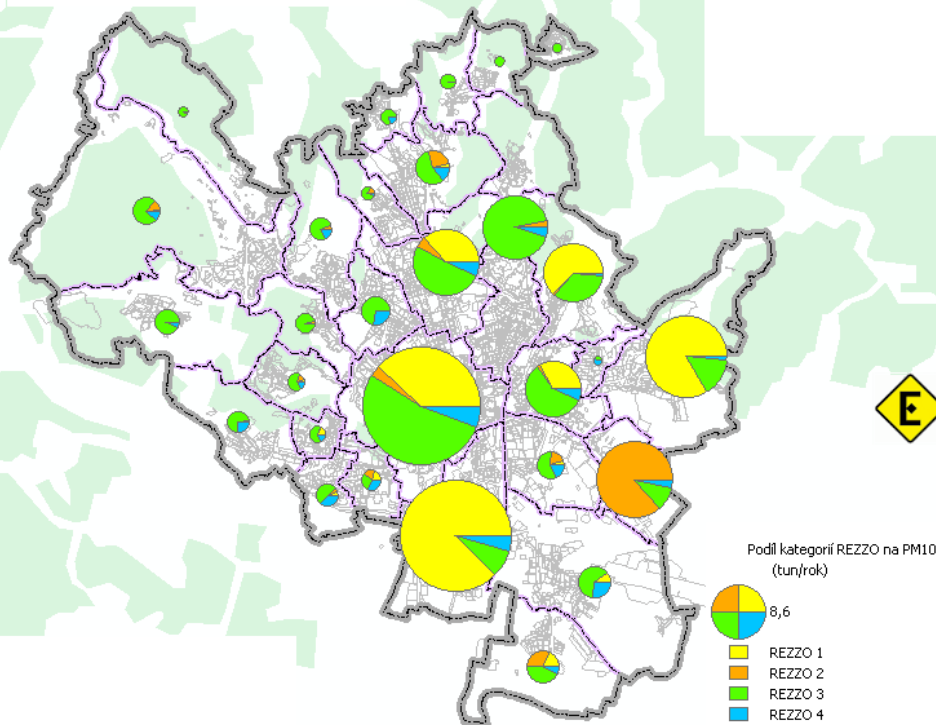 E
Podíl kategorií REZZO na PM10
(tun/rok)
8,6
REZZO 1
REZZO 2
REZZO 3
REZZO 4